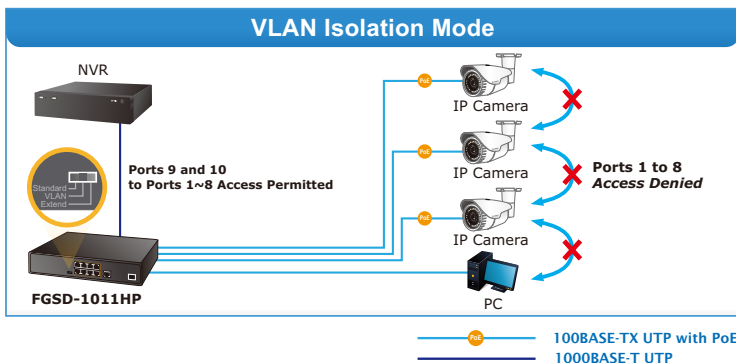 VLAN Isolation Mode
NVR
PoE
IP Camera
Ports 9 and 10
to Ports 1~8 Access Permitted
Standard
VLAN
Extend
PoE
IP Camera
Ports 1 to 8
Access Denied
PoE
IP Camera
FGSD-1011HP
PC
PoE
100BASE-TX UTP with PoE
1000BASE-T UTP